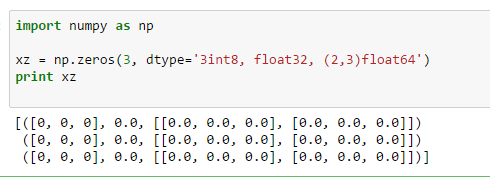 import numpy as np
xz = np.zeros(3, dtype='3int8, float32, (2,3)float64')
print xz
[([0, 0, 0], 0.0, [[0.0, 0.0, 0.0], [0.0, 0.0, 0.0]])
 ([0, 0, 0], 0.0, [[0.0, 0.0, 0.0], [0.0, 0.0, 0.0]])
 ([0, 0, 0], 0.0, [[0.0, 0.0, 0.0], [0.0, 0.0, 0.0]])]